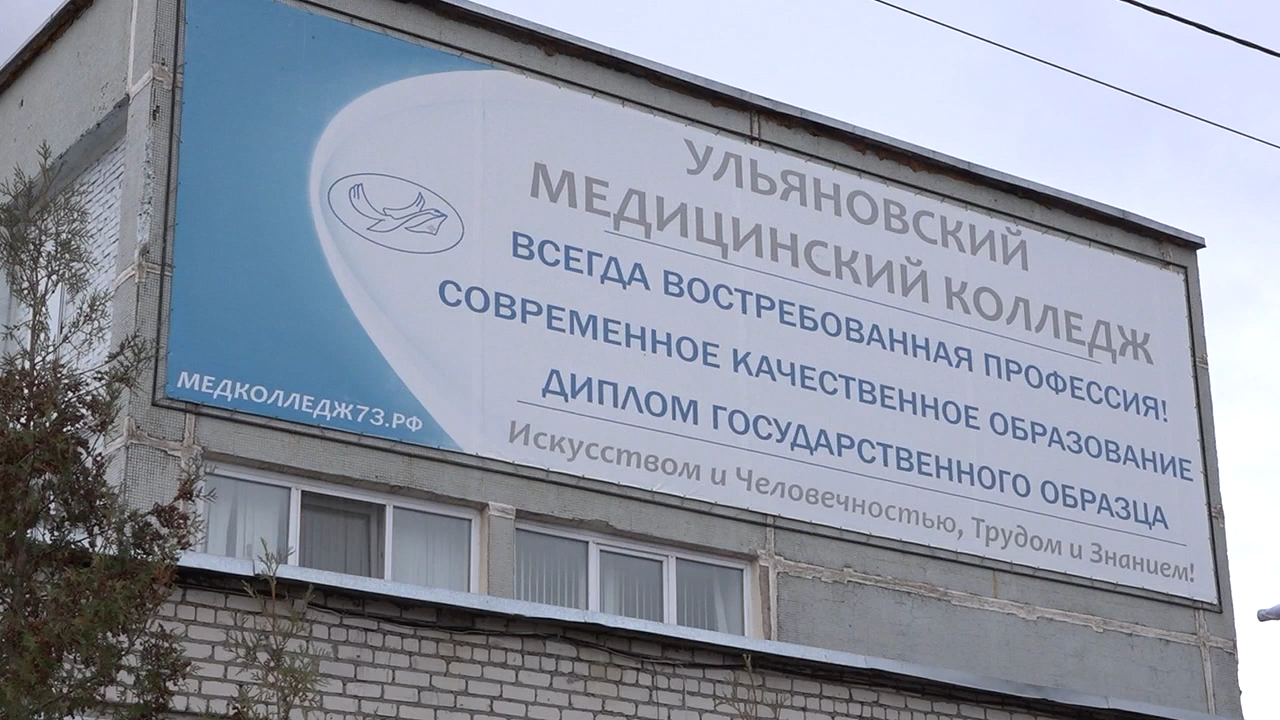 УЛЬЯНОВСКИЙ
МЕДИЦИНСКИЙ КОЛЛЕДЖ
ВСЕГДА ВОСТРЕБОВАННАЯ ПРОФЕССИЯ!
СОВРЕМЕННОЕ КАЧЕСТВЕННОЕ ОБРАЗОВАНИЕ
ДИПЛОМ ГОСУДАРСТВЕННОГО ОБРАЗЦА
Искусством и Человечностью, Трудом и Знанием!
МЕДКОЛЛЕДЖ73.РФ